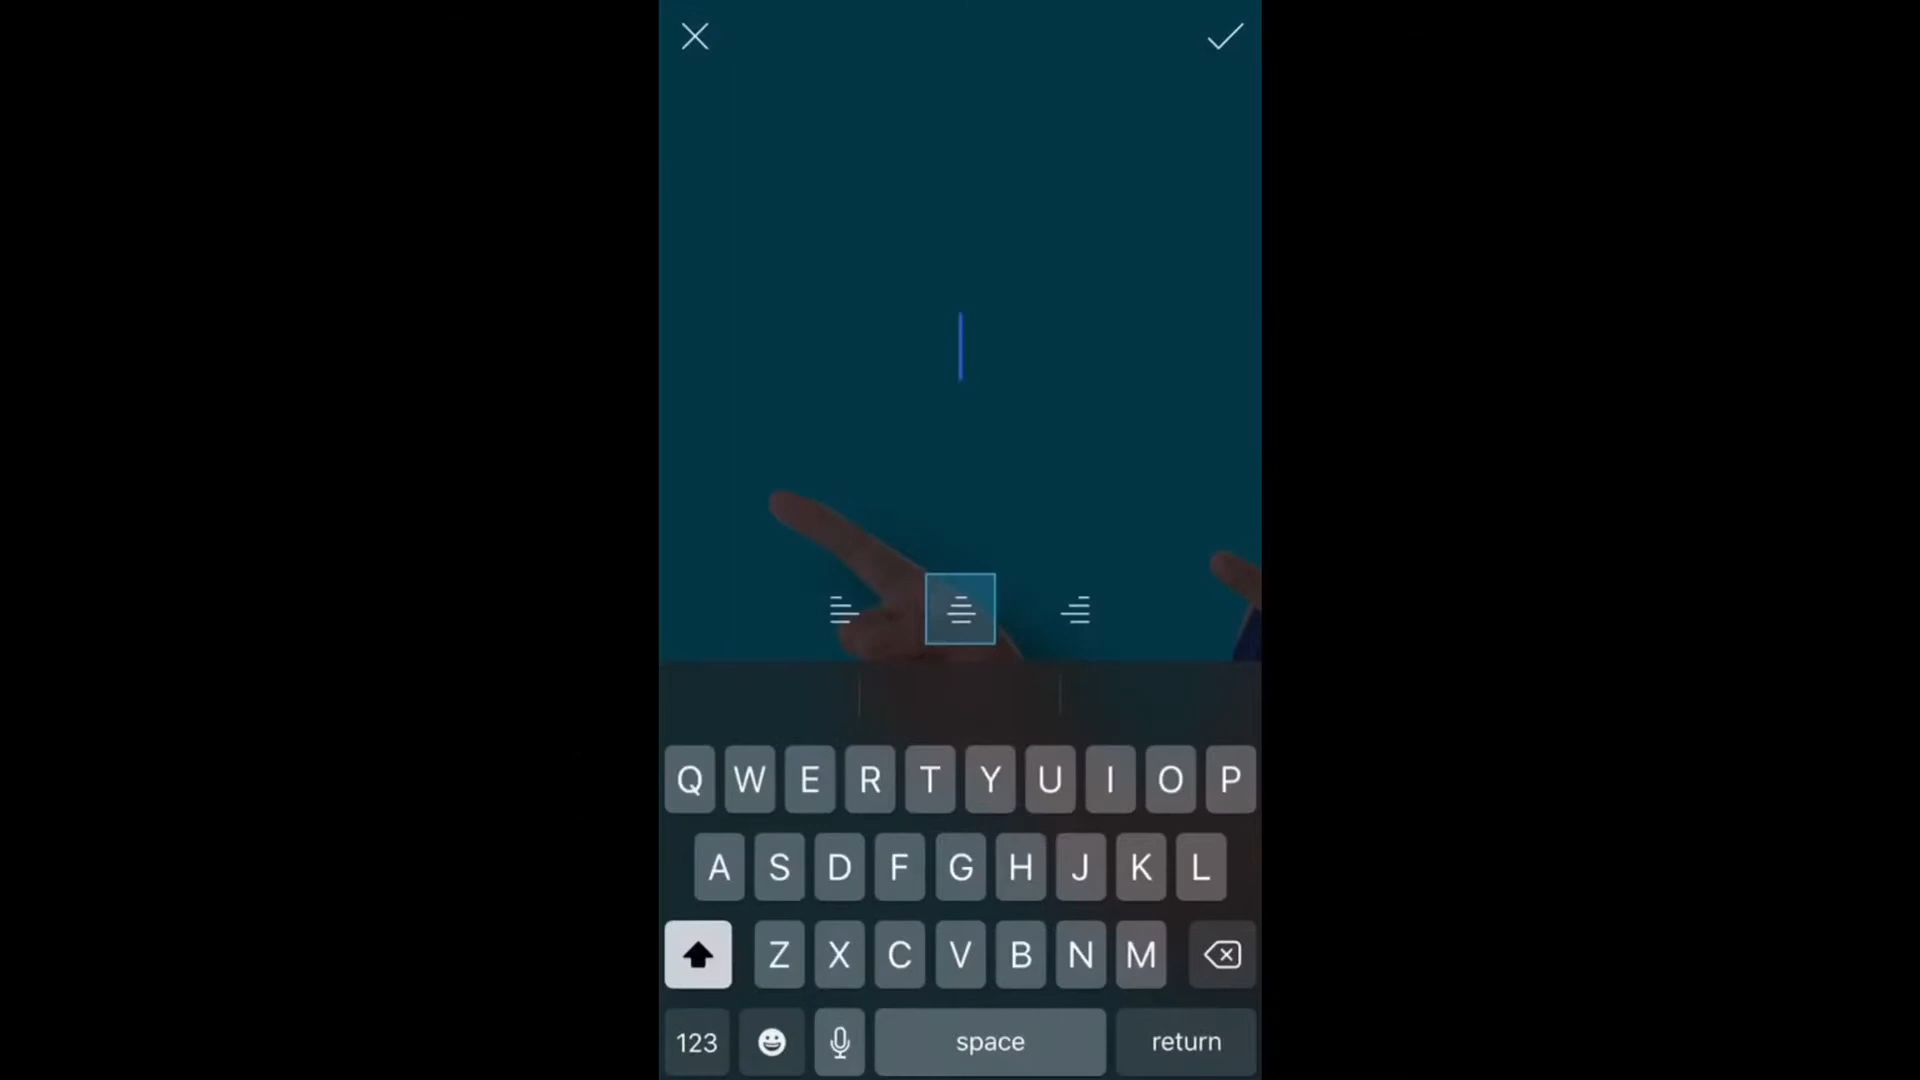 Q W E R T Y U I O P
A S D F G H J K L
Z X C V B N M
123 space return